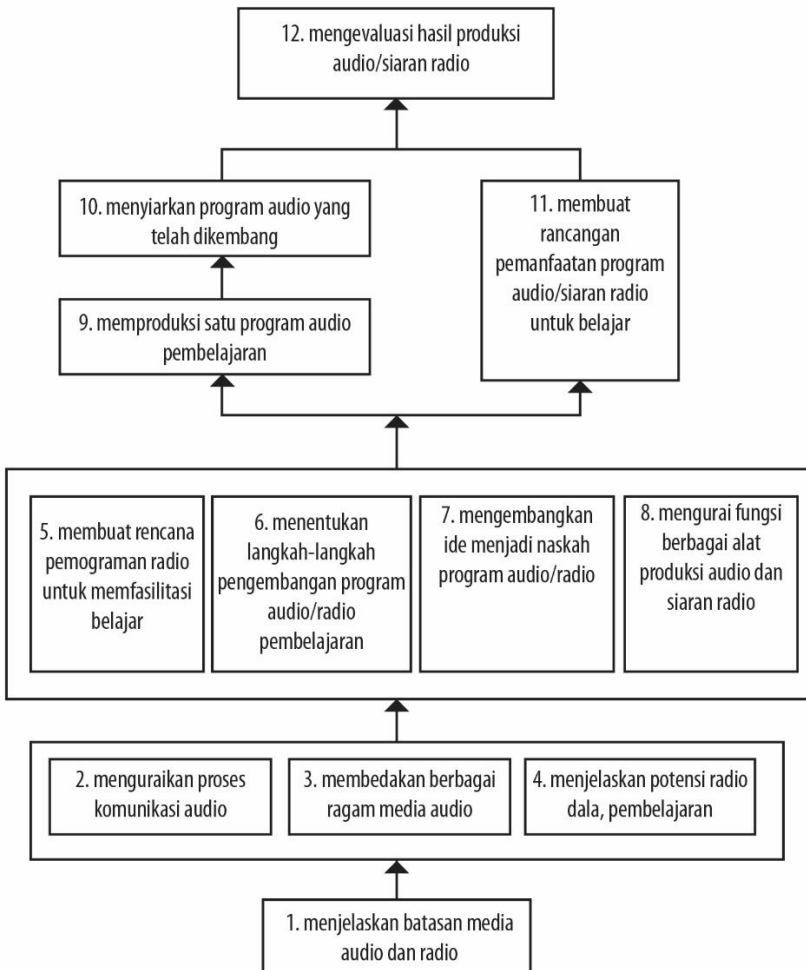 12. mengevaluasi hasil produksi
audio/siaran radio
10. menyiarkan program audio yang
telah dikembang
11. membuat
rancangan
pemanfaatan program
audio/siaran radio
untuk belajar
9. memproduksi satu program audio
pembelajaran
5. membuat rencana
pemograman radio
untuk memfasilitasi
belajar
6. menentukan
langkah-langkah
pengembangan program
audio/radio
pembelajaran
7. mengembangkan
ide menjadi naskah
program audio/radio
8. mengurai fungsi
berbagai alat
produksi audio dan
siaran radio
2. menguraikan proses
komunikasi audio
3. membedakan berbagai
ragam media audio
4. menjelaskan potensi radio
dala, pembelajaran
1. menjelaskan batasan media
audio dan radio